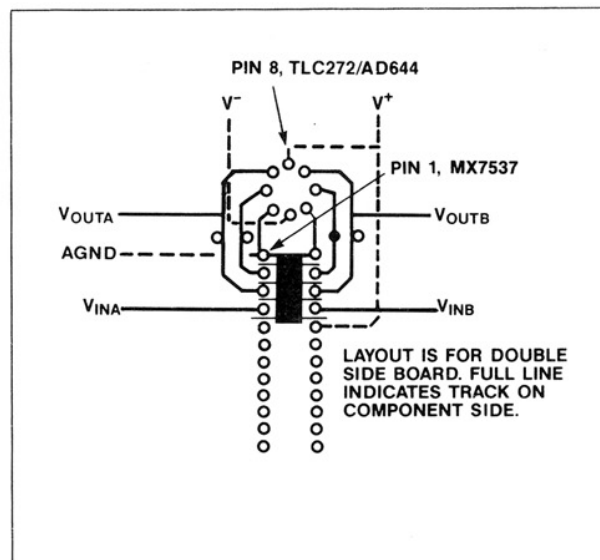 PIN 8, TLC272/AD644
V-
V+
PIN 1, MX7537
VOUTA
VOUTB
AGND
VINA
VINB
LAYOUT IS FOR DOUBLE
SIDE BOARD. FULL LINE
INDICATES TRACK ON
COMPONENT SIDE.